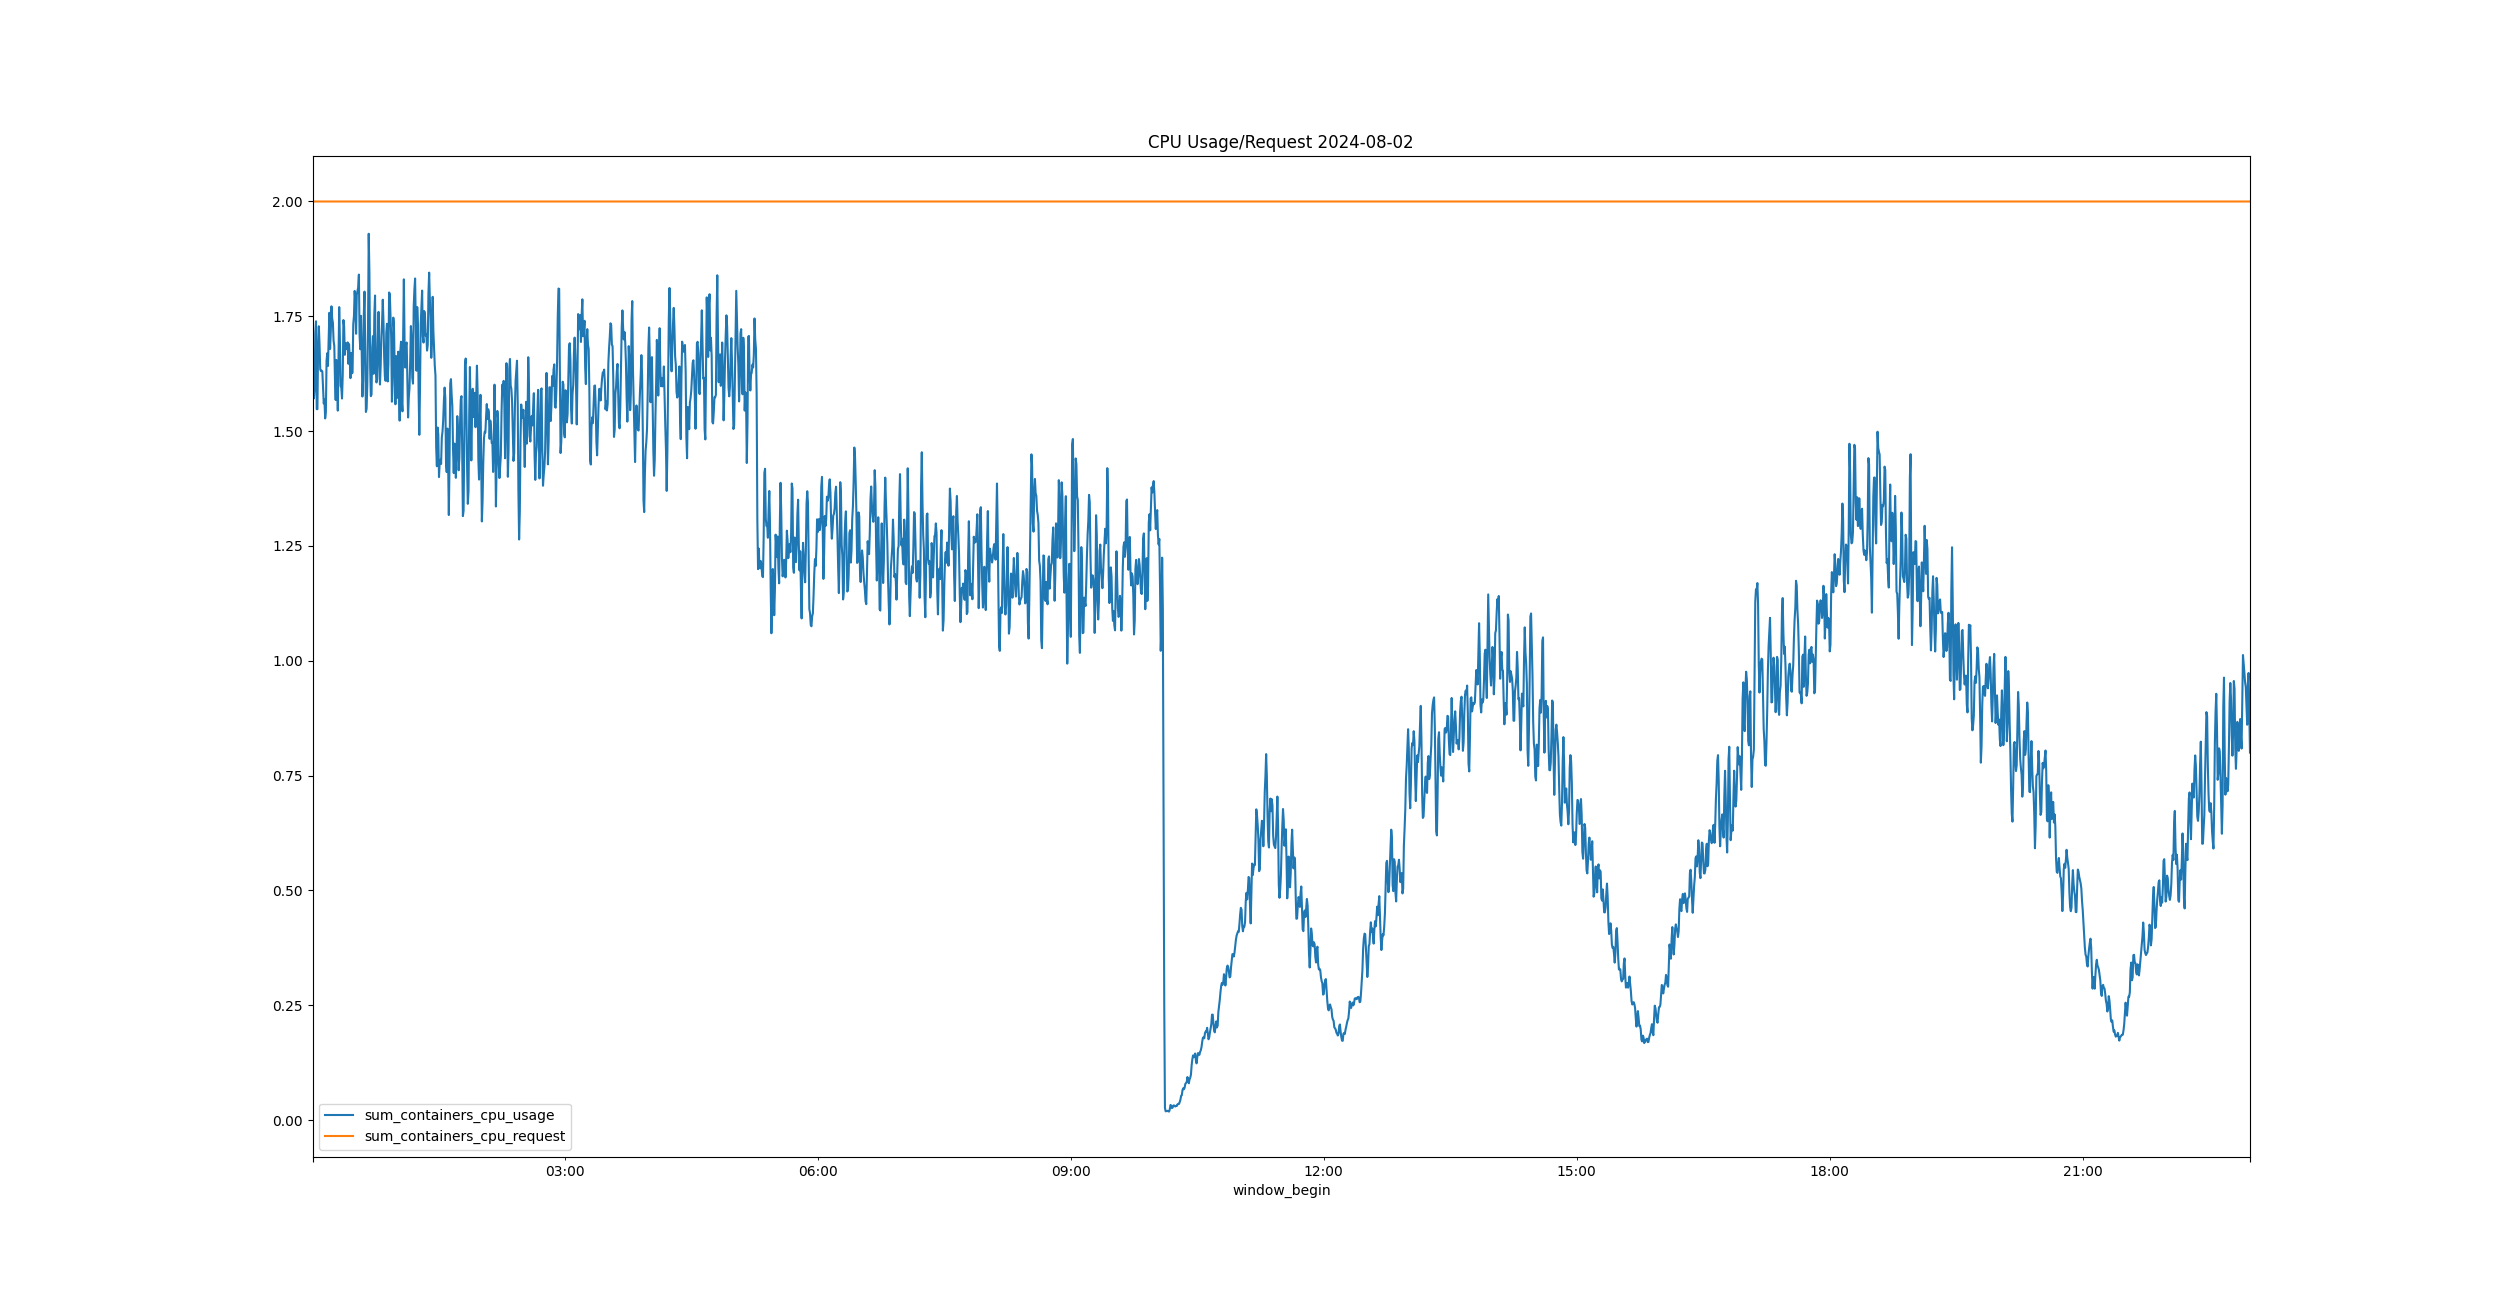 CPU Usage/Request 2024-08-02
2.00
1.75
1.50
1.25
1.00
0.75
0.50
0.25
0.00
sum_containers_cpu_usage
sum_containers_cpu_request
03:00 06:00 09:00 12:00 15:00 18:00 21:00
window_begin